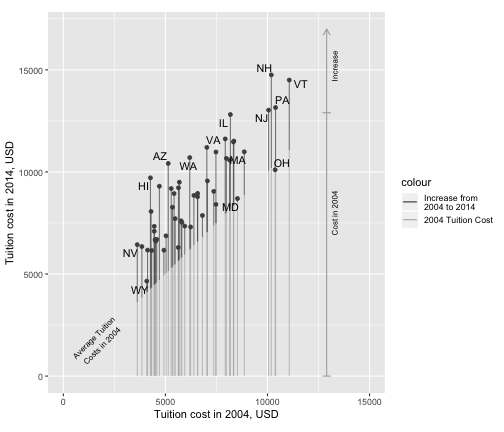 Tuition cost in 2014, USD
15000
10000
5000
0
NH
VT
PA
NJ
IL
VA
AZ
WA
MA
OH
HI
MD
NV
WY
Average Tuition
Costs in 2004
Increase
Cost in 2004
0
5000
10000
15000
Tuition cost in 2004, USD
colour
Increase from
2004 to 2014
2004 Tuition Cost